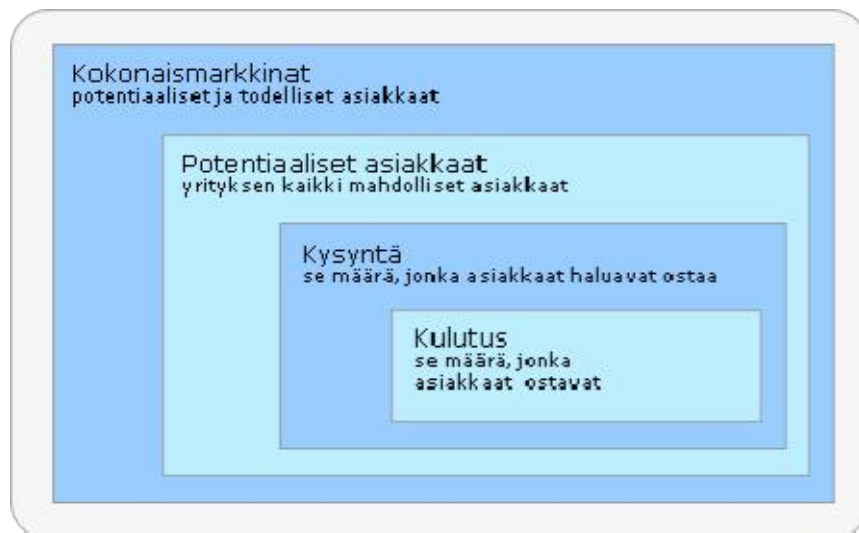 Kokonaismarkkinat
potentiaaliset ja todelliset asiakkaat
Potentiaaliset asiakkaat
yrityksen kaikki mahdolliset asiakkaat
Kysyntä
se määrä, jonka asiakkaat haluavat ostaa
Kulutus
se määrä, jonka
asiakkaat ostavat